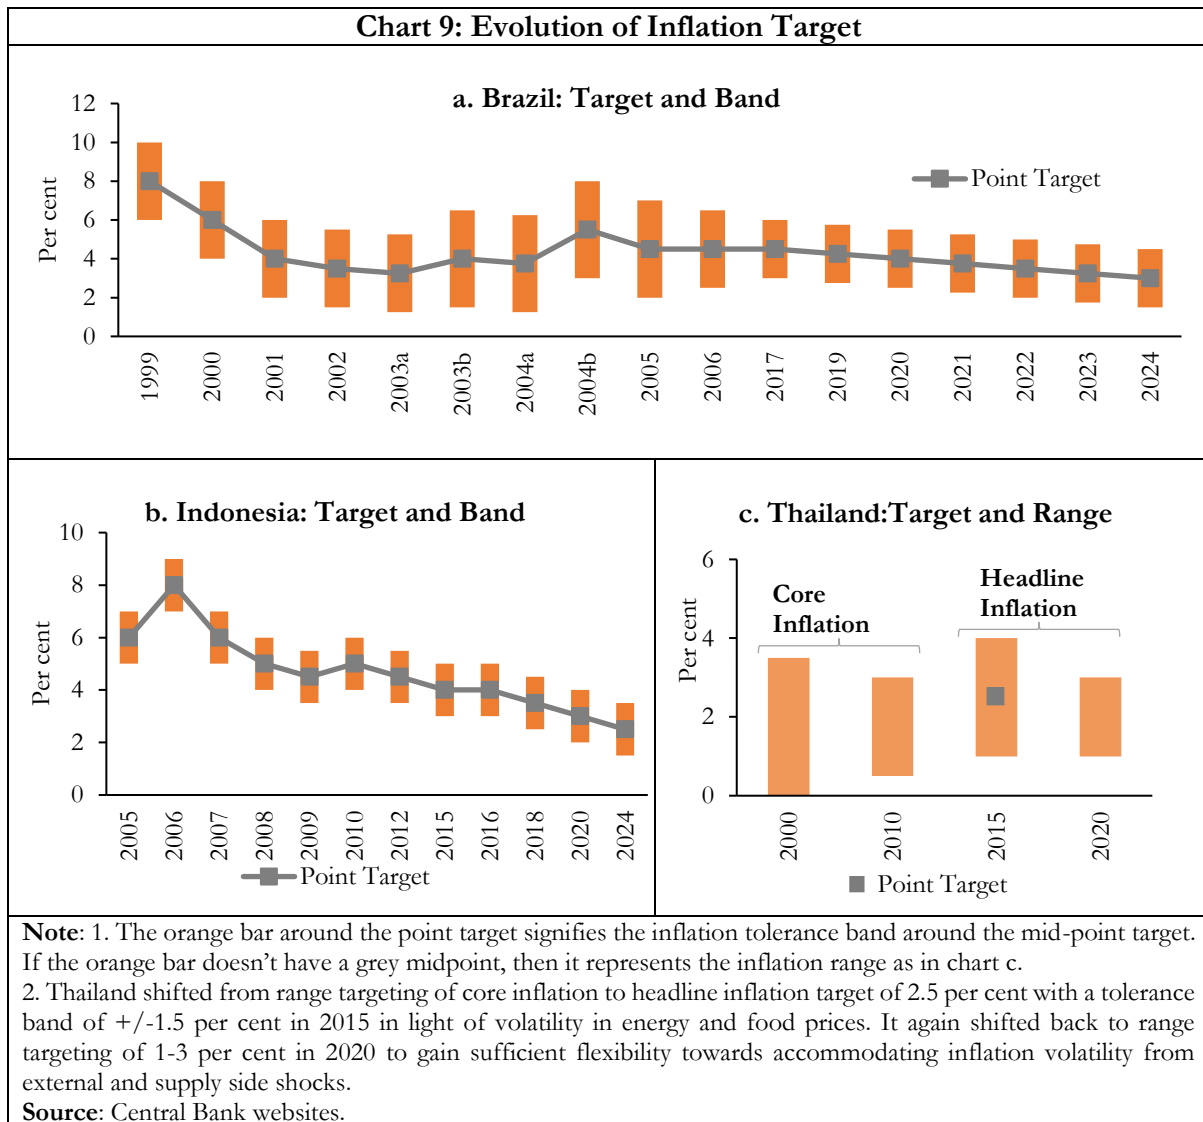 Chart 9: Evolution of Inflation Target
a. Brazil: Target and Band
Per cent
12
10
8
6
4
2
0
Point Target
1999
2000
2001
2002
2003a
2003b
2004a
2004b
2005
2006
2017
2019
2020
2021
2022
2023
2024
b. Indonesia: Target and Band
Per cent
10
8
6
4
2
0
2005
2006
2007
2008
2009
2010
2012
2015
2016
2018
2020
2024
Point Target
c. Thailand:Target and Range
Per cent
6
4
2
0
Core
Inflation
Headline
Inflation
2000
2010
2015
2020
Point Target
Note: 1. The orange bar around the point target signifies the inflation tolerance band around the mid-point target.
If the orange bar doesn’t have a grey midpoint, then it represents the inflation range as in chart c.
2. Thailand shifted from range targeting of core inflation to headline inflation target of 2.5 per cent with a tolerance
band of +/-1.5 per cent in 2015 in light of volatility in energy and food prices. It again shifted back to range
targeting of 1-3 per cent in 2020 to gain sufficient flexibility towards accommodating inflation volatility from
external and supply side shocks.
Source: Central Bank websites.